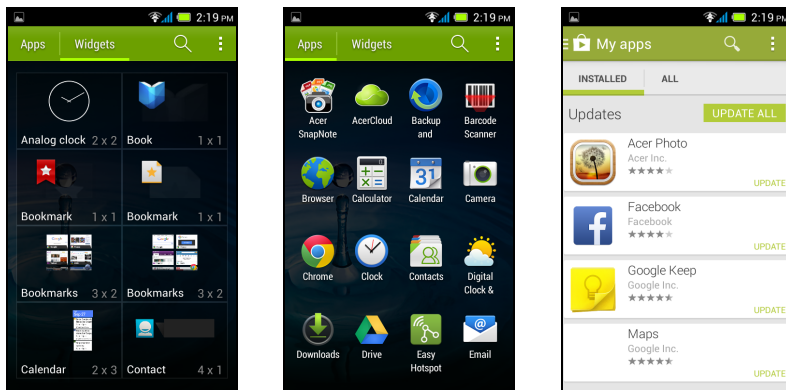 2:19 PM
Apps Widgets
Analog clock 2 x 2 Book 1 x 1
Bookmark 1 x 1 Bookmark 1 x 1
Bookmarks 3 x 2 Bookmarks 3 x 2
Calendar 2 x 3 Contact 4 x 1
2:19 PM
Apps Widgets
Acer SnapNote
AcerCloud
Backup and
Barcode Scanner
Browser Calculator Calendar Camera
31
Chrome Clock Contacts
Digital Clock &
Downloads Drive
Easy Hotspot
Email
2:19 PM
My apps
INSTALLED ALL
Updates UPDATE ALL
Acer Photo
Acer Inc.
UPDATE
Facebook
Facebook
UPDATE
Google Keep
Google Inc.
UPDATE
Maps
Google Inc.
UPDATE